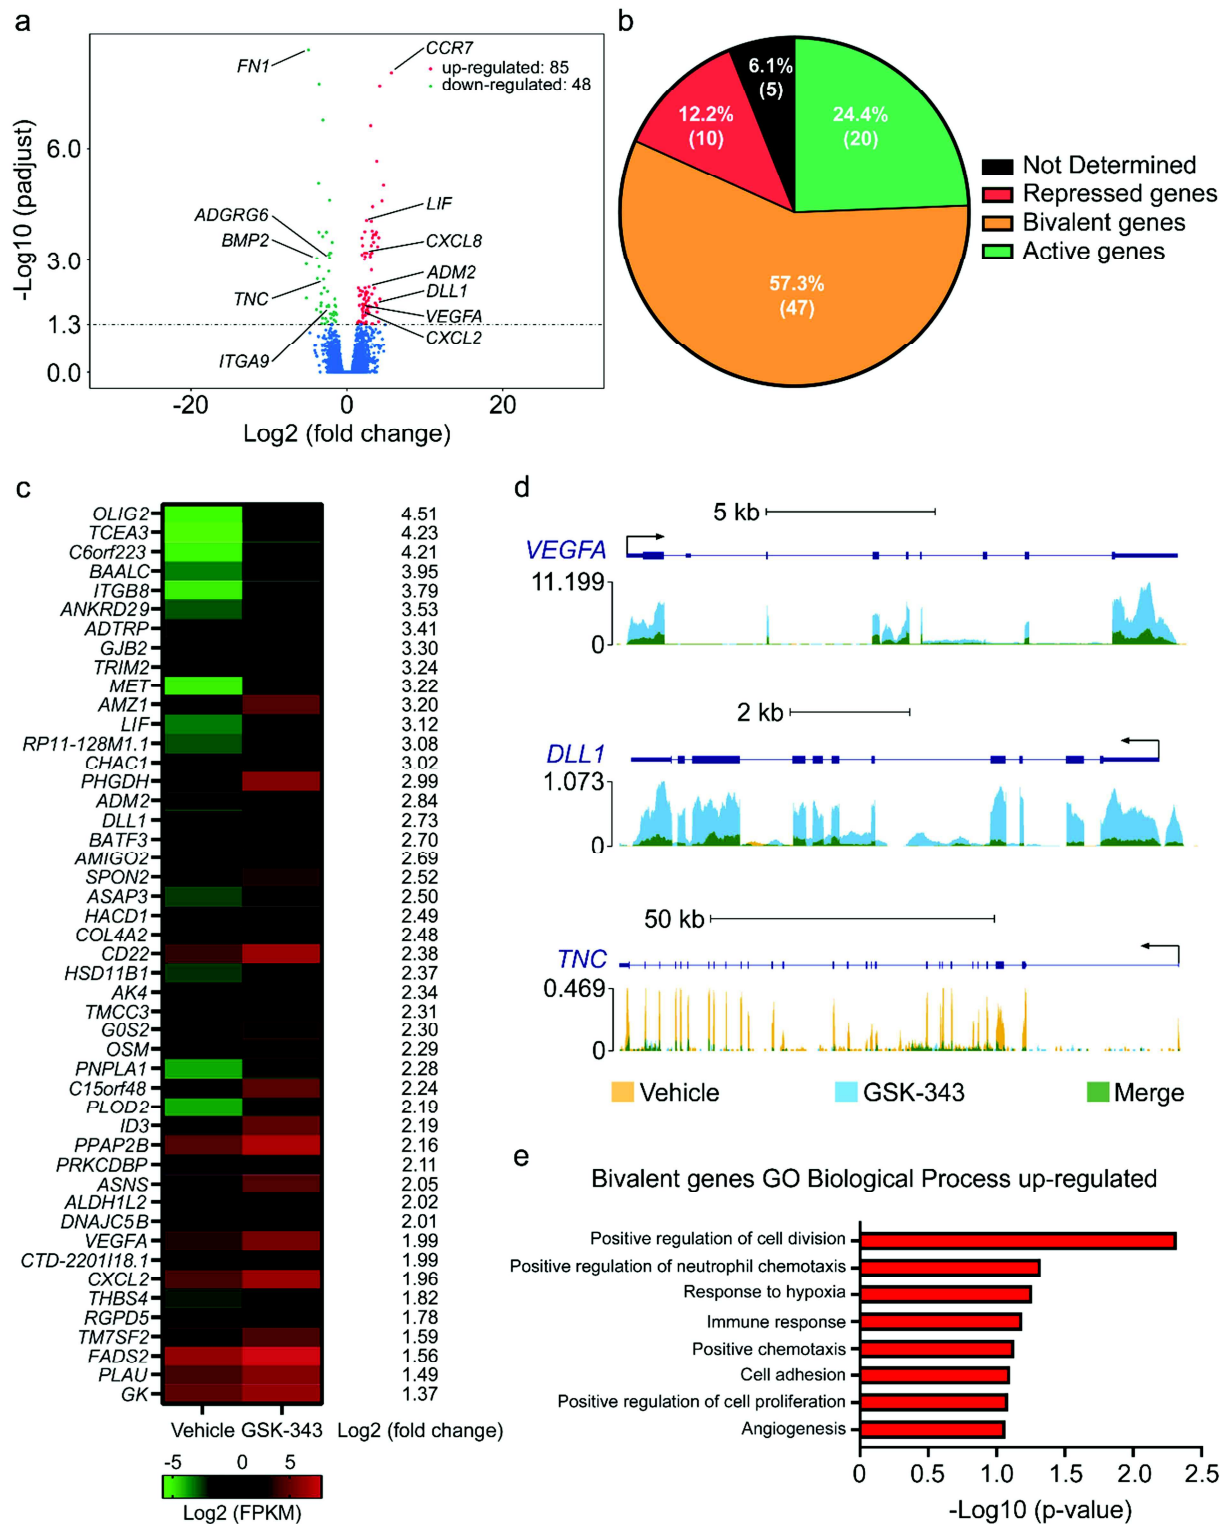 a
FN1
CCR7
up-regulated: 85
down-regulated: 48
6.0
ADGRG6
LIF
BMP2
CXCL8
3.0
ADM2
TNC
DLL1
VEGFA
1.3
CXCL2
ITGA9
0.0
-Log10 (padjust)
-20 0 20
Log2 (fold change)
b
6.1%
(5)
12.2%
(10)
24.4%
(20)
57.3%
(47)
Not Determined
Repressed genes
Bivalent genes
Active genes
c
OLIG2 4.51
TCEA3 4.23
C6orf223 4.21
BAALC 3.95
ITGB8 3.79
ANKRD29 3.53
ADTRP 3.41
GJB2 3.30
TRIM2 3.24
MET 3.22
AMZ1 3.20
LIF 3.12
RP11-128M1.1 3.08
CHAC1 3.02
PHGDH 2.99
ADM2 2.84
DLL1 2.73
BATF3 2.70
AMIGO2 2.69
SPON2 2.52
ASAP3 2.50
HACD1 2.49
COL4A2 2.48
CD22 2.38
HSD11B1 2.37
AK4 2.34
TMCC3 2.31
G0S2 2.30
OSM 2.29
PNPLA1 2.28
C15orf48 2.24
PLOD2 2.19
ID3 2.19
PPAP2B 2.16
PRKCDBP 2.11
ASNS 2.05
ALDH1L2 2.02
DNAJC5B 2.01
VEGFA 1.99
CTD-2201I18.1 1.99
CXCL2 1.96
THBS4 1.82
RGPD5 1.78
TM7SF2 1.59
FADS2 1.56
PLAU 1.49
GK 1.37
Vehicle GSK-343 Log2 (fold change)
-5 0 5
Log2 (FPKM)
d
5 kb
VEGFA
11.199
0
2 kb
DLL1
1.073
0
50 kb
TNC
0.469
0
Vehicle GSK-343 Merge
e
Bivalent genes GO Biological Process up-regulated
Positive regulation of cell division
Positive regulation of neutrophil chemotaxis
Response to hypoxia
Immune response
Positive chemotaxis
Cell adhesion
Positive regulation of cell proliferation
Angiogenesis
0 0.5 1.0 1.5 2.0 2.5
-Log10 (p-value)